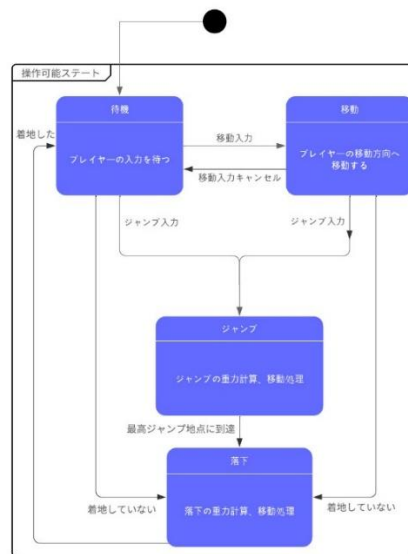 操作可能ステート
待機
プレイヤーの入力を待つ
移動
プレイヤーの移動方向へ
移動する
着地した
移動入力
移動入力キャンセル
ジャンプ入力
ジャンプ入力
ジャンプ
ジャンプの重力計算、移動処理
最高ジャンプ地点に到達
落下
落下の重力計算、移動処理
着地していない
着地していない